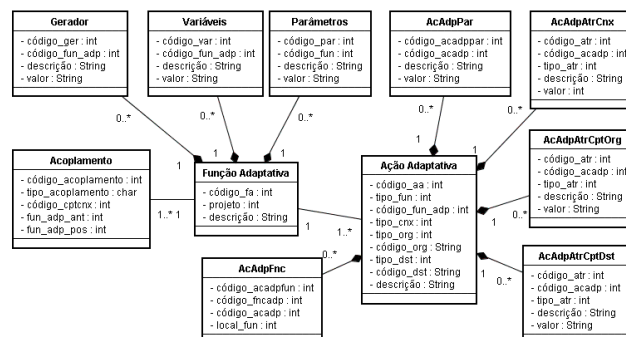 Gerador
- código_ger : int
- código_fun_adp : int
- descrição : String
- valor : String
Variáveis
- código_var : int
- código_fun_adp : int
- descrição : String
- valor : String
Parâmetros
- código_par : int
- código_fun : int
- descrição : String
- valor : String
AcAdpPar
- código_acadppar : int
- código_acadp : int
- descrição : String
- valor : String
AcAdpAtrCnx
- código_atr : int
- código_acadp : int
- tipo_atr : int
- descrição : String
- valor : int
0..*
0..*
0..*
0..*
0..*
1
1
1
1
1
Acoplamento
- código_acoplamento : int
- tipo_acoplamento : char
- código_cptcnx : int
- fun_adp_ant : int
- fun_adp_pos : int
1..*
1
Função Adaptativa
- código_fa : int
- projeto : int
- descrição : String
1
1..*
Ação Adaptativa
- código_aa : int
- tipo_fun : int
- código_fun_adp : int
- tipo_cnx : int
- tipo_org : int
- código_org : String
- tipo_dst : int
- código_dst : String
- descrição : String
AcAdpAtrCptOrg
- código_atr : int
- código_acadp : int
- tipo_atr : int
- descrição : String
- valor : String
1
0..*
AcAdpFnc
- código_acadpfun : int
- código_fncadp : int
- código_acadp : int
- local_fun : int
0..*
1
1
0..*
AcAdpAtrCptDst
- código_atr : int
- código_acadp : int
- tipo_atr : int
- descrição : String
- valor : String